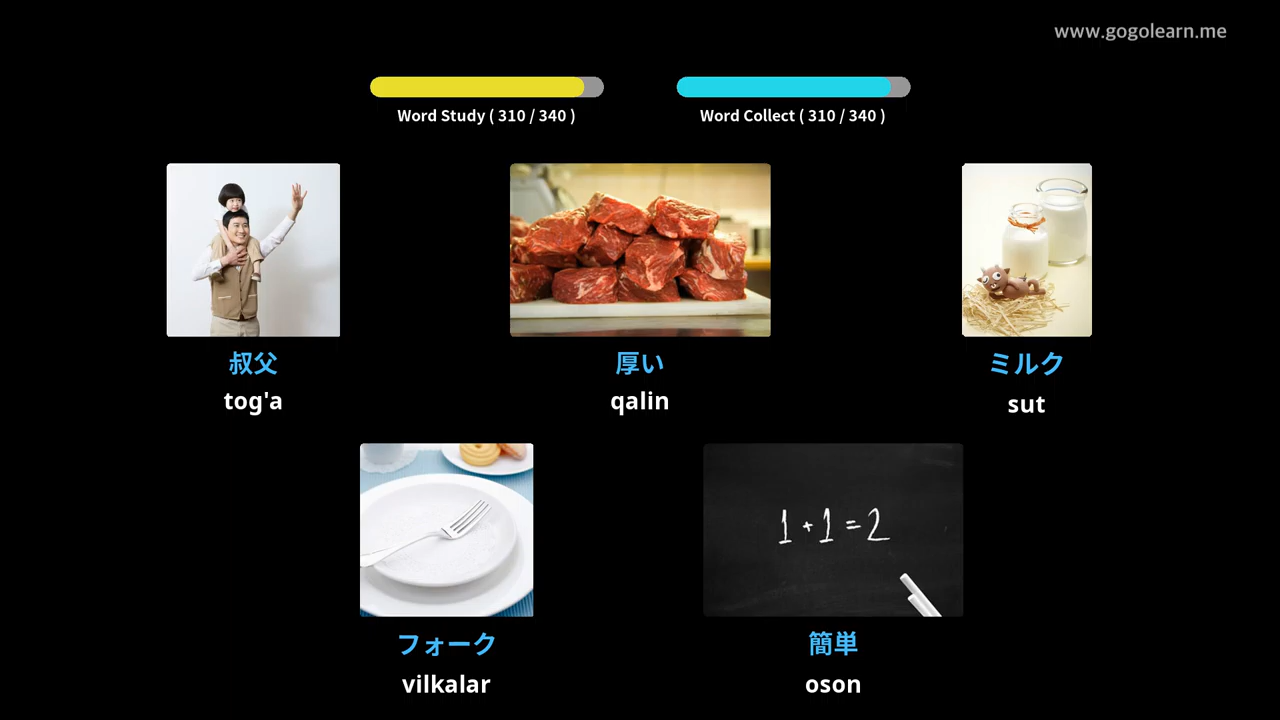 www.gogolearn.me
Word Study ( 310 / 340 )
Word Collect ( 310 / 340 )
叔父
tog'a
厚い
qalin
ミルク
sut
1 + 1 = 2
フォーク
vilkalar
簡単
oson